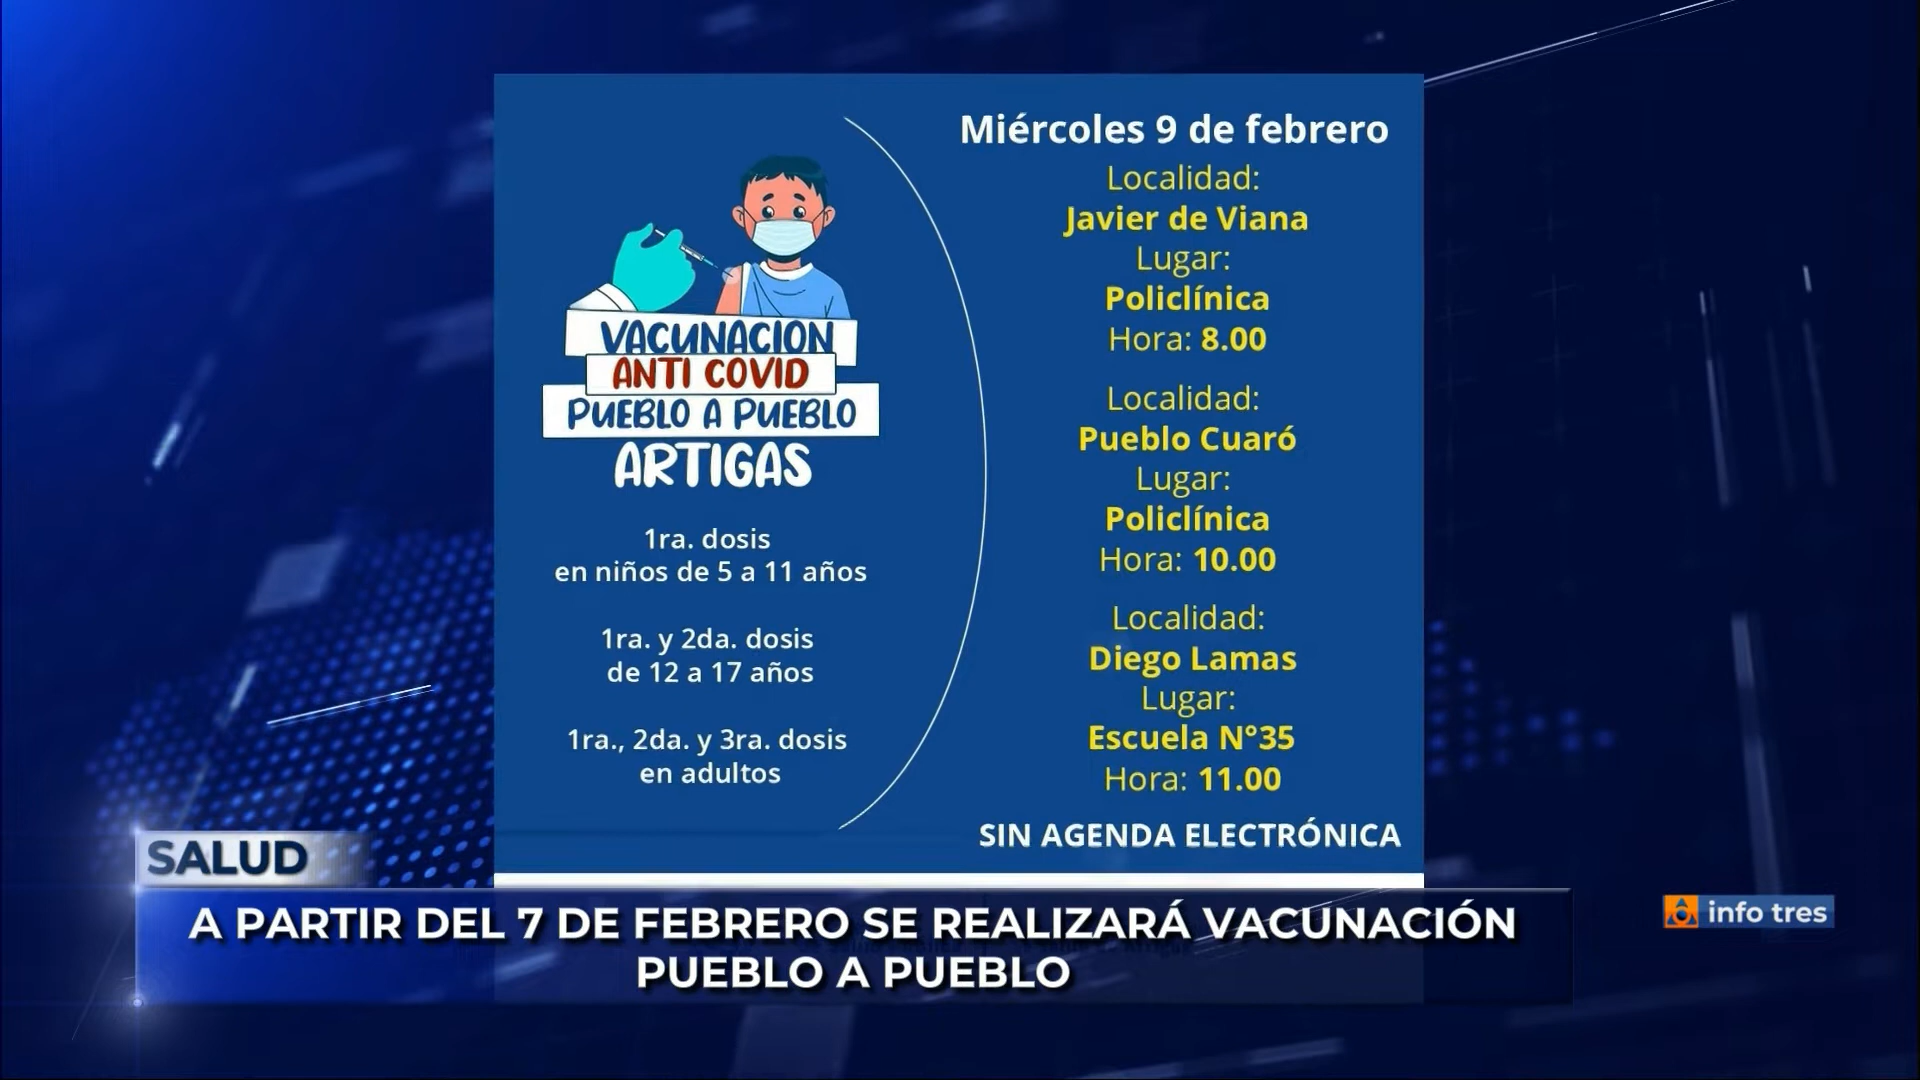 VACUNACION
ANTI COVID
PUEBLO A PUEBLO
ARTIGAS
1ra. dosis
en niños de 5 a 11 años
1ra. y 2da. dosis
de 12 a 17 años
1ra., 2da. y 3ra. dosis
en adultos
Miércoles 9 de febrero
Localidad:
Javier de Viana
Lugar:
Policlínica
Hora: 8.00
Localidad:
Pueblo Cuaró
Lugar:
Policlínica
Hora: 10.00
Localidad:
Diego Lamas
Lugar:
Escuela N°35
Hora: 11.00
SIN AGENDA ELECTRÓNICA
SALUD
A PARTIR DEL 7 DE FEBRERO SE REALIZARÁ VACUNACIÓN
PUEBLO A PUEBLO
info tres